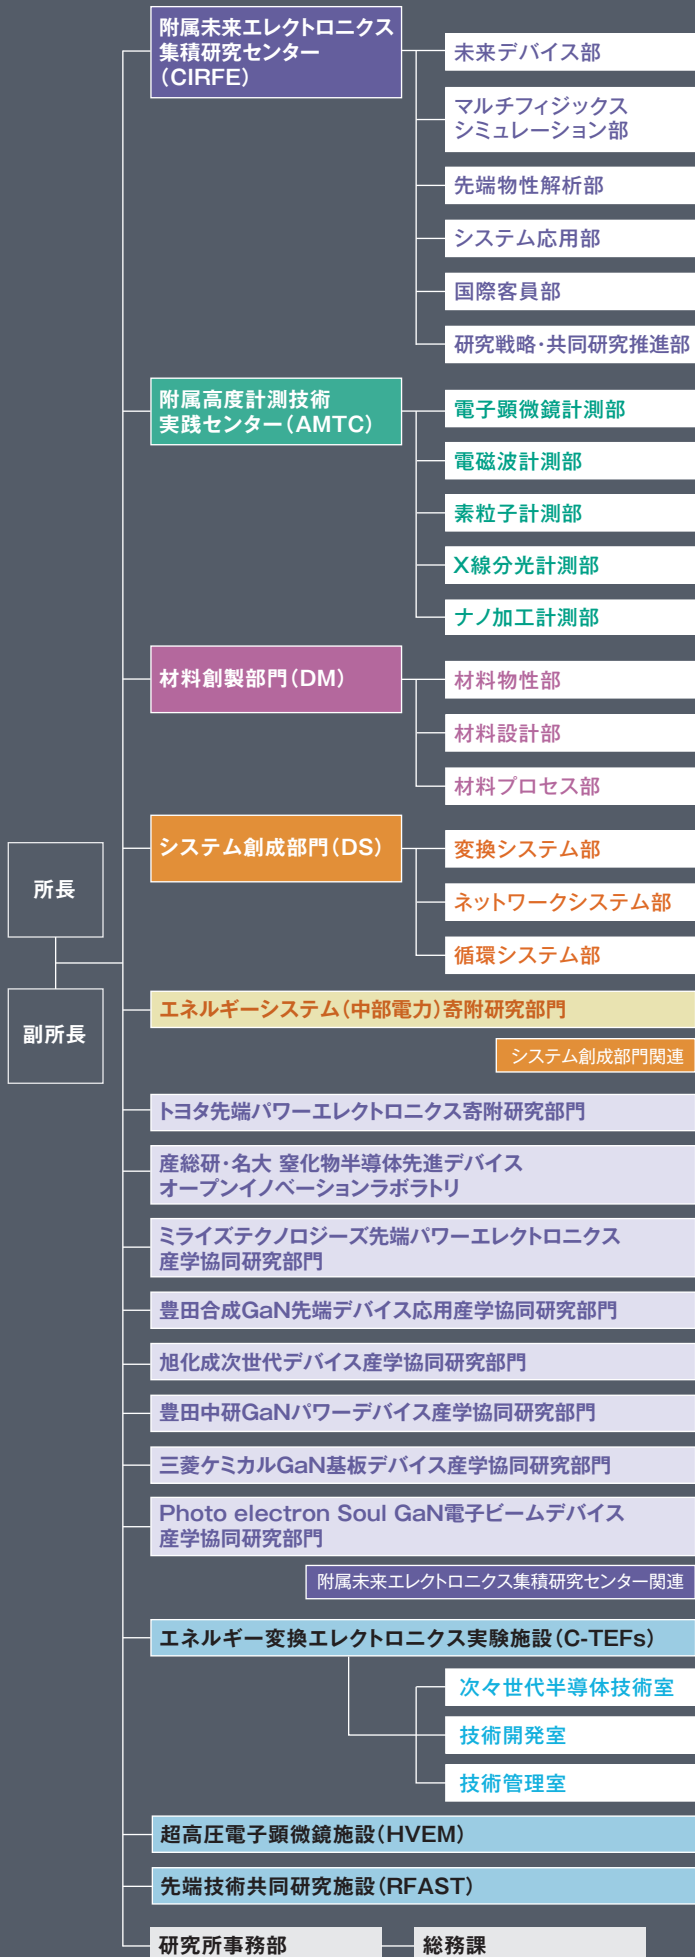 附属未来エレクトロニクス
集積研究センター
（CIRFE）
未来デバイス部
マルチフィジックス
シミュレーション部
先端物性解析部
システム応用部
国際客員部
研究戦略・共同研究推進部
附属高度計測技術
実践センター（AMTC）
電子顕微鏡計測部
電磁波計測部
素粒子計測部
X線分光計測部
ナノ加工計測部
材料創製部門（DM）
材料物性部
材料設計部
材料プロセス部
システム創成部門（DS）
変換システム部
ネットワークシステム部
循環システム部
所長
副所長
エネルギーシステム（中部電力）寄附研究部門
システム創成部門関連
トヨタ先端パワーエレクトロニクス寄附研究部門
産総研・名大 窒化物半導体先進デバイス
オープンイノベーションラボラトリ
ミライズテクノロジーズ先端パワーエレクトロニクス
産学協同研究部門
豊田合成GaN先端デバイス応用産学協同研究部門
旭化成次世代デバイス産学協同研究部門
豊田中研GaNパワーデバイス産学協同研究部門
三菱ケミカルGaN基板デバイス産学協同研究部門
Photo electron Soul GaN電子ビームデバイス
産学協同研究部門
附属未来エレクトロニクス集積研究センター関連
エネルギー変換エレクトロニクス実験施設（C-TEFs）
次々世代半導体技術室
技術開発室
技術管理室
超高圧電子顕微鏡施設（HVEM）
先端技術共同研究施設（RFAST）
研究所事務部
総務課